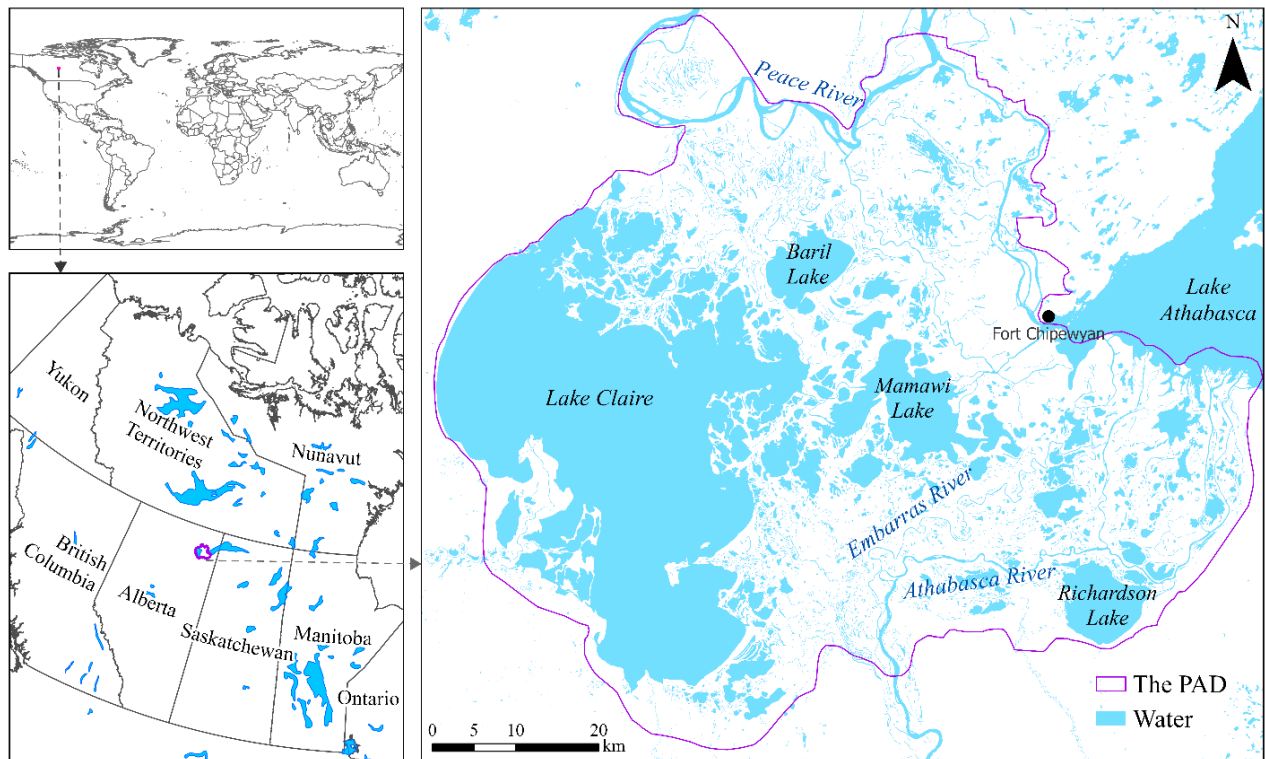 Yukon
Northwest
Territories
Nunavut
British
Columbia
Alberta
Saskatchewan
Manitoba
Ontario
N
Peace River
Baril
Lake
Lake
Athabasca
Fort Chipewyan
Lake Claire
Mamawi
Lake
Embarras River
Athabasca River
Richardson
Lake
The PAD
Water
0 5 10 20
km